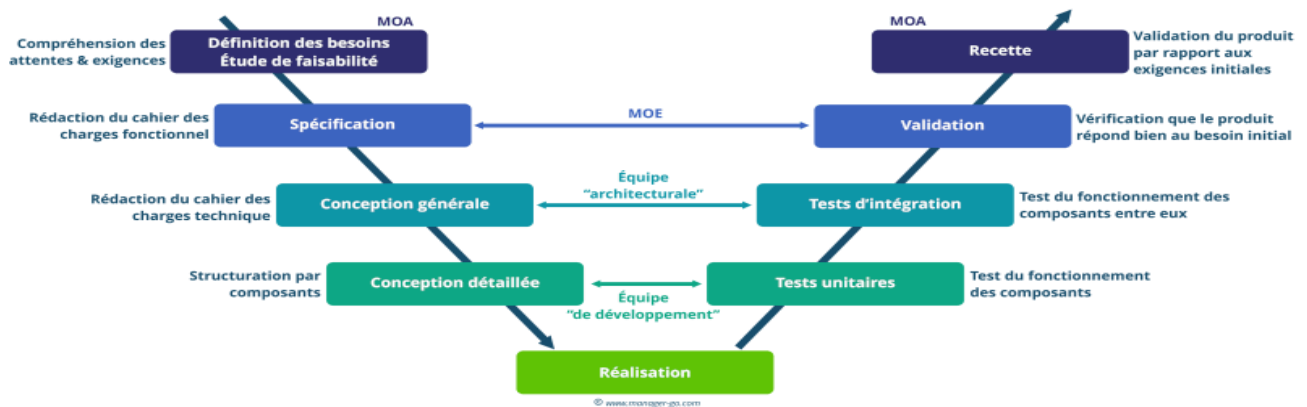 MOA
Compréhension des
attentes & exigences
Définition des besoins
Étude de faisabilité
MOA
Recette
Validation du produit
par rapport aux
exigences initiales
Rédaction du cahier des
charges fonctionnel
Spécification
MOE
Validation
Vérification que le produit
répond bien au besoin initial
Rédaction du cahier des
charges technique
Conception générale
Équipe
“architecturale”
Tests d’intégration
Test du fonctionnement des
composants entre eux
Structuration par
composants
Conception détaillée
Équipe
“de développement”
Tests unitaires
Test du fonctionnement
des composants
Réalisation
© www.manager-go.com